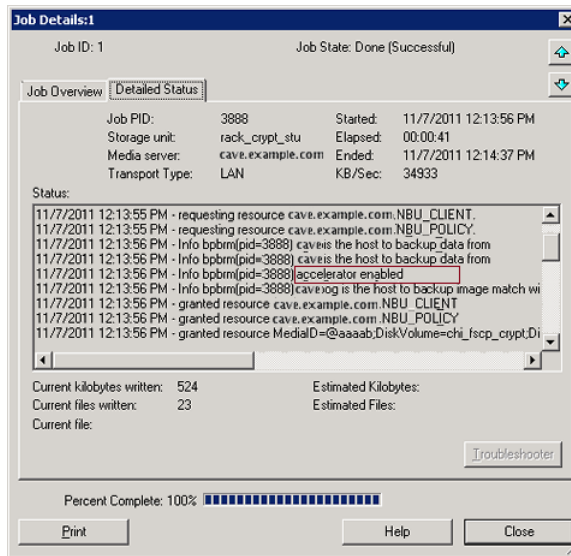 Job Details:1
Job ID: 1 Job State: Done (Successful)
Job Overview Detailed Status
Job PID: 3888 Started: 11/7/2011 12:13:56 PM
Storage unit: rack_crypt_stu Elapsed: 00:00:41
Media server: cave.example.com Ended: 11/7/2011 12:14:37 PM
Transport Type: LAN KB/Sec: 34933
Status:
11/7/2011 12:13:55 PM - requesting resource cave.example.com.NBU_CLIENT.
11/7/2011 12:13:55 PM - requesting resource cave.example.com.NBU_POLICY.
11/7/2011 12:13:56 PM - Info bpbrm(pid=3888) cave is the host to backup data from
11/7/2011 12:13:56 PM - Info bpbrm(pid=3888) cave is the host to backup data from
11/7/2011 12:13:56 PM - Info bpbrm(pid=3888) accelerator enabled
11/7/2011 12:13:56 PM - Info bpbrm(pid=3888) cave is the host to backup image match wi
11/7/2011 12:13:56 PM - granted resource cave.example.com.NBU_CLIENT
11/7/2011 12:13:56 PM - granted resource cave.example.com.NBU_POLICY
11/7/2011 12:13:56 PM - granted resource MediaID=@aaaab;DiskVolume=chi_fscp_crypt;Di
Current kilobytes written: 524 Estimated Kilobytes:
Current files written: 23 Estimated Files:
Current file:
Troubleshooter
Percent Complete: 100%
Print Help Close